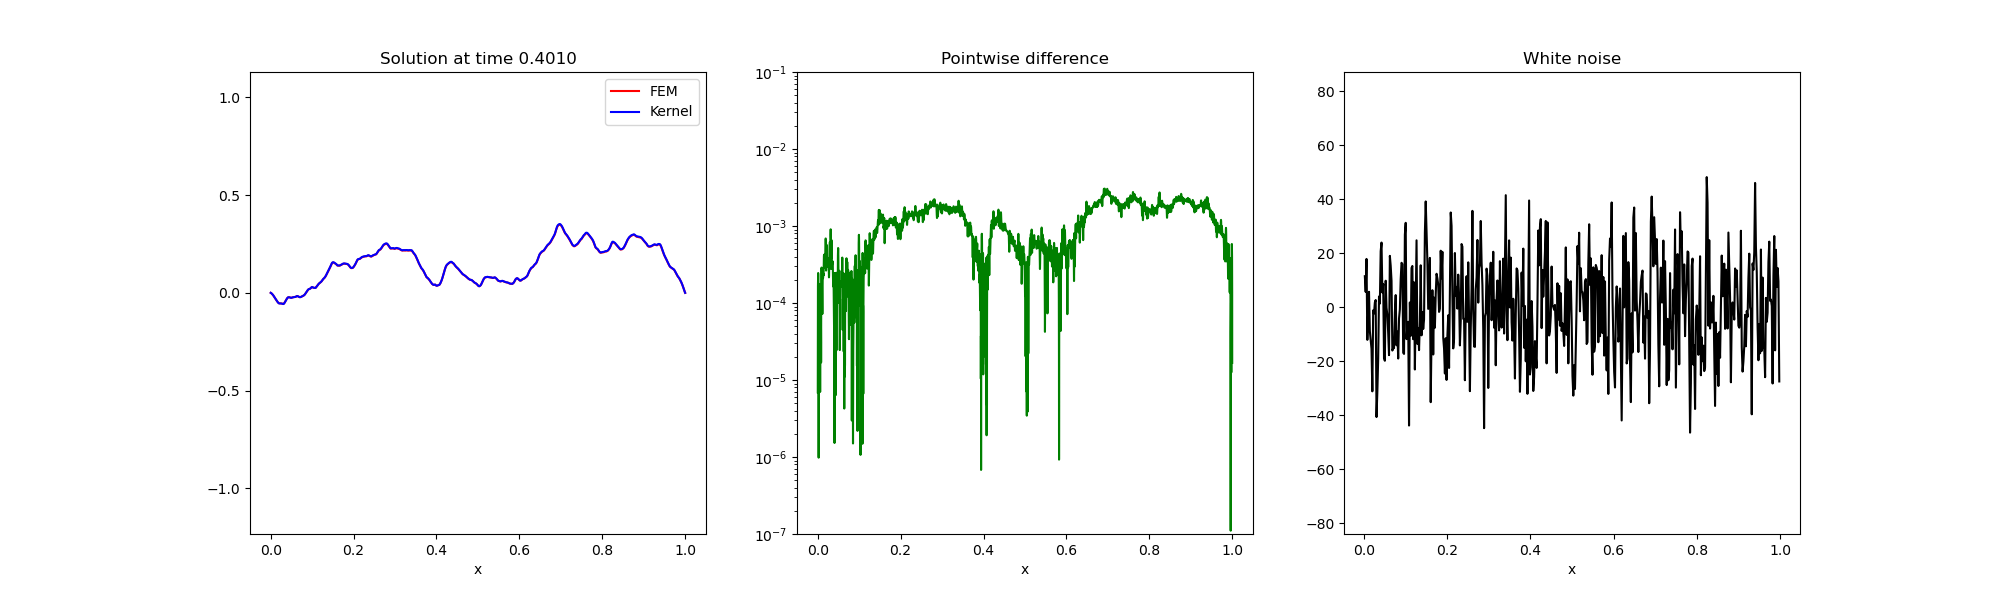 Solution at time 0.4010
1.0
0.5
0.0
−0.5
−1.0
FEM
Kernel
0.0 0.2 0.4 0.6 0.8 1.0
x
Pointwise difference
10⁻¹
10⁻²
10⁻³
10⁻⁴
10⁻⁵
10⁻⁶
10⁻⁷
0.0 0.2 0.4 0.6 0.8 1.0
x
White noise
80
60
40
20
0
−20
−40
−60
−80
0.0 0.2 0.4 0.6 0.8 1.0
x